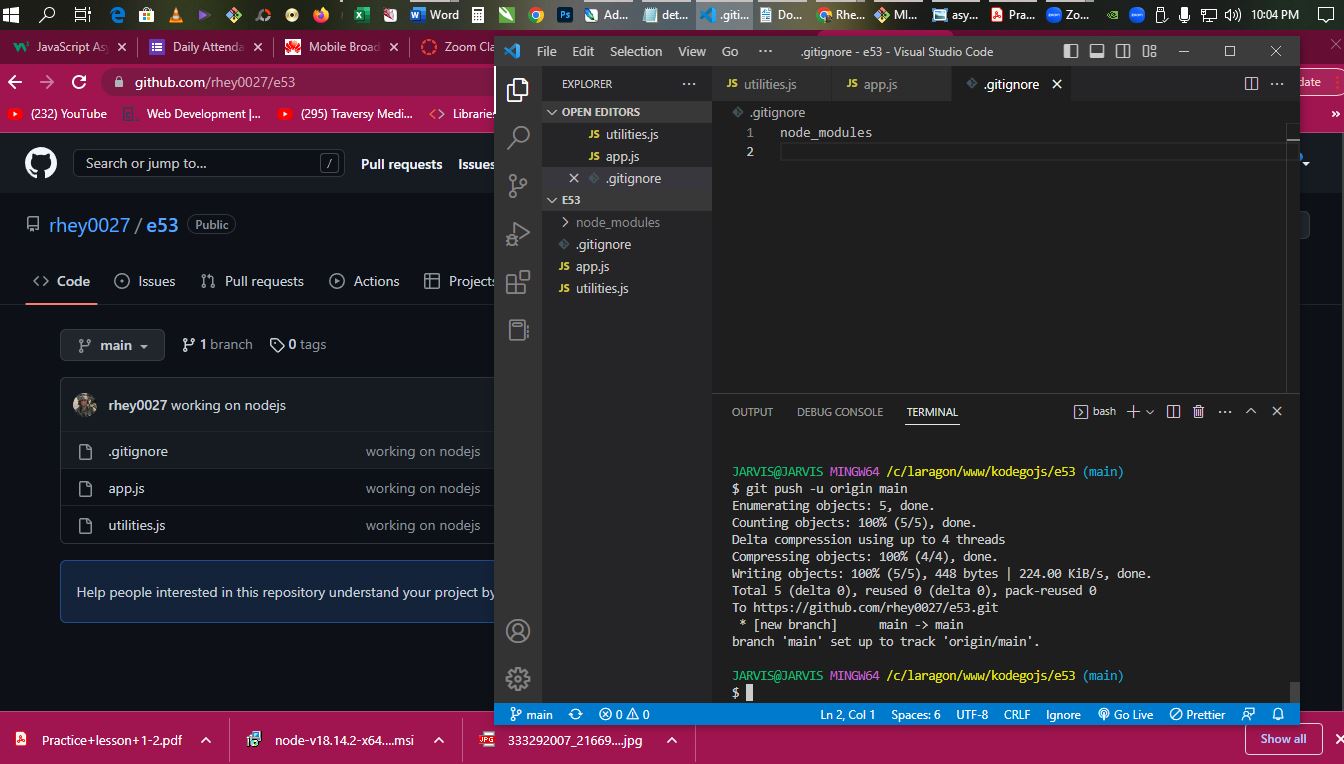 Word
Ad...
det...
.giti...
Do...
Rhe...
MI...
asy...
Pra...
Zo...
10:04 PM
JavaScript As
Daily Attenda
Mobile Broad
Zoom Cla
github.com/rhey0027/e53
date
(232) YouTube
Web Development |...
(295) Traversy Medi...
Libraries
»
Search or jump to...
/
Pull requests
Issues
rhey0027 / e53
Public
Code
Issues
Pull requests
Actions
Projects
main
1 branch
0 tags
rhey0027 working on nodejs
.gitignore
working on nodejs
app.js
working on nodejs
utilities.js
working on nodejs
Help people interested in this repository understand your project by
File Edit Selection View Go ···
.gitignore - e53 - Visual Studio Code
EXPLORER
OPEN EDITORS
JS utilities.js
JS app.js
.gitignore
E53
node_modules
.gitignore
JS app.js
JS utilities.js
JS utilities.js
JS app.js
.gitignore
.gitignore
1 node_modules
2
OUTPUT DEBUG CONSOLE TERMINAL
bash
JARVIS@JARVIS MINGW64 /c/laragon/www/kodegojs/e53 (main)
$ git push -u origin main
Enumerating objects: 5, done.
Counting objects: 100% (5/5), done.
Delta compression using up to 4 threads
Compressing objects: 100% (4/4), done.
Writing objects: 100% (5/5), 448 bytes | 224.00 KiB/s, done.
Total 5 (delta 0), reused 0 (delta 0), pack-reused 0
To https://github.com/rhey0027/e53.git
* [new branch] main -> main
branch 'main' set up to track 'origin/main'.
JARVIS@JARVIS MINGW64 /c/laragon/www/kodegojs/e53 (main)
$
main
0
0
Ln 2, Col 1
Spaces: 6
UTF-8
CRLF
Ignore
Go Live
Prettier
Practice+lesson+1-2.pdf
node-v18.14.2-x64....msi
333292007_21669....jpg
Show all